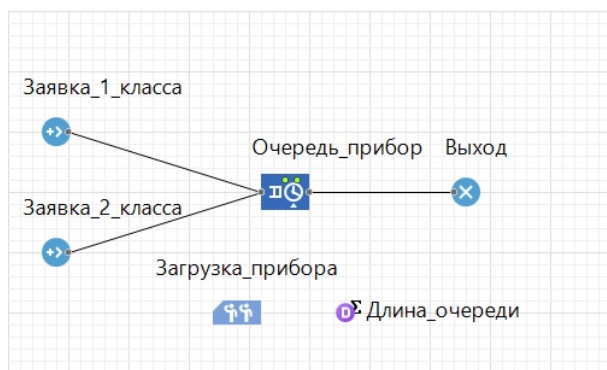 Заявка_1_класса
Очередь_прибор
Выход
Заявка_2_класса
Загрузка_прибора
D Σ Длина_очереди